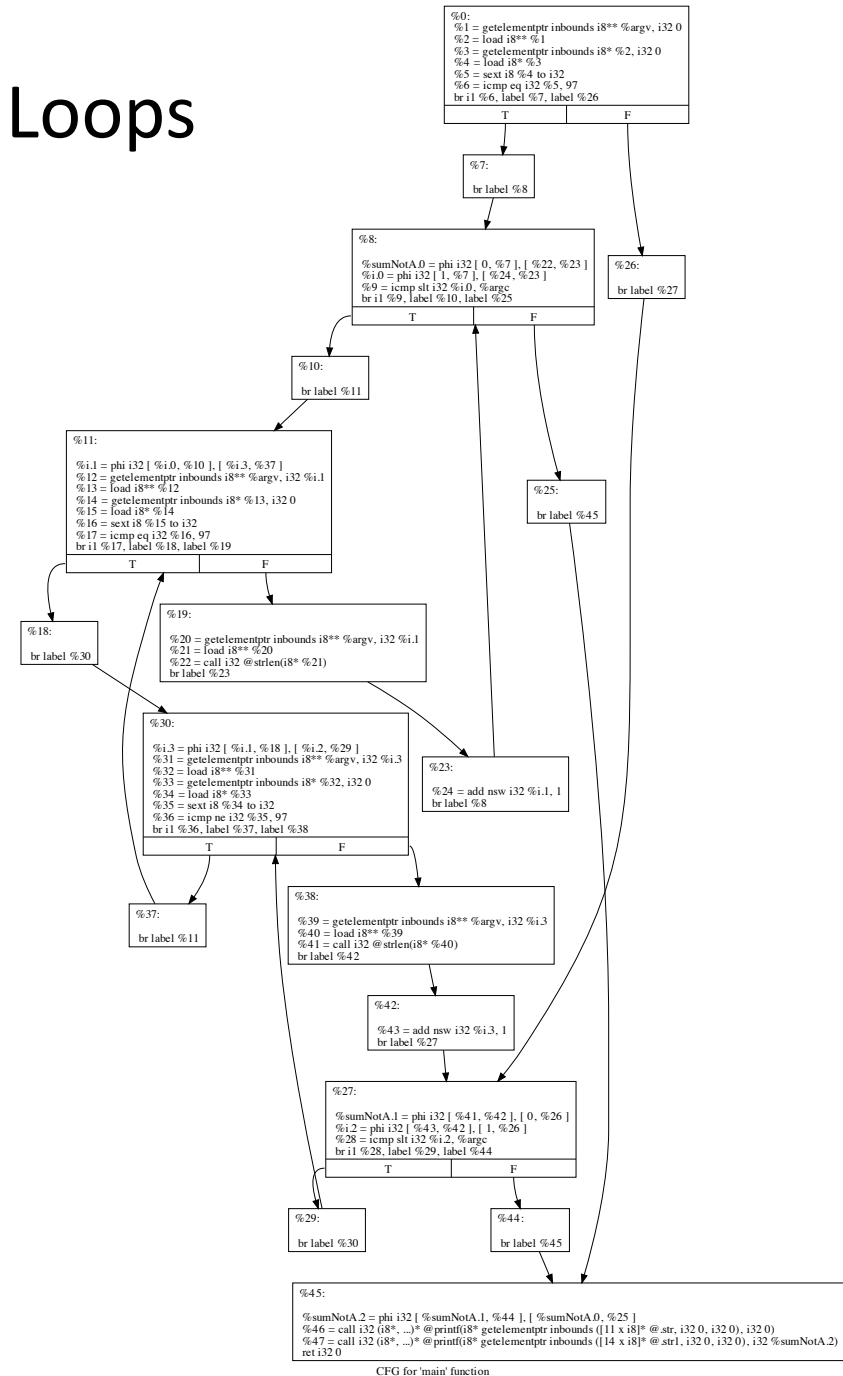 Loops
%0:
%1 = getelementptr inbounds i8** %argv, i32 0
%2 = load i8** %1
%3 = getelementptr inbounds i8* %2, i32 0
%4 = load i8* %3
%5 = sext i8 %4 to i32
%6 = icmp eq i32 %5, 97
br i1 %6, label %7, label %26
T F
%7:
br label %8
%8:
%sumNotA.0 = phi i32 [ 0, %7 ], [ %22, %23 ]
%i.0 = phi i32 [ 1, %7 ], [ %24, %23 ]
%9 = icmp slt i32 %i.0, %argc
br i1 %9, label %10, label %25
T F
%26:
br label %27
%10:
br label %11
%11:
%i.1 = phi i32 [ %i.0, %10 ], [ %i.3, %37 ]
%12 = getelementptr inbounds i8** %argv, i32 %i.1
%13 = load i8** %12
%14 = getelementptr inbounds i8* %13, i32 0
%15 = load i8* %14
%16 = sext i8 %15 to i32
%17 = icmp eq i32 %16, 97
br i1 %17, label %18, label %19
T F
%25:
br label %45
%18:
br label %30
%19:
%20 = getelementptr inbounds i8** %argv, i32 %i.1
%21 = load i8** %20
%22 = call i32 @strlen(i8* %21)
br label %23
%30:
%i.3 = phi i32 [ %i.1, %18 ], [ %i.2, %29 ]
%31 = getelementptr inbounds i8** %argv, i32 %i.3
%32 = load i8** %31
%33 = getelementptr inbounds i8* %32, i32 0
%34 = load i8* %33
%35 = sext i8 %34 to i32
%36 = icmp ne i32 %35, 97
br i1 %36, label %37, label %38
T F
%23:
%24 = add nsw i32 %i.1, 1
br label %8
%37:
br label %11
%38:
%39 = getelementptr inbounds i8** %argv, i32 %i.3
%40 = load i8** %39
%41 = call i32 @strlen(i8* %40)
br label %42
%42:
%43 = add nsw i32 %i.3, 1
br label %27
%27:
%sumNotA.1 = phi i32 [ %41, %42 ], [ 0, %26 ]
%i.2 = phi i32 [ %43, %42 ], [ 1, %26 ]
%28 = icmp slt i32 %i.2, %argc
br i1 %28, label %29, label %44
T F
%29:
br label %30
%44:
br label %45
%45:
%sumNotA.2 = phi i32 [ %sumNotA.1, %44 ], [ %sumNotA.0, %25 ]
%46 = call i32 (i8*, ...)* @printf(i8* getelementptr inbounds ([11 x i8]* @.str, i32 0, i32 0), i32 0)
%47 = call i32 (i8*, ...)* @printf(i8* getelementptr inbounds ([14 x i8]* @.str1, i32 0, i32 0), i32 %sumNotA.2)
ret i32 0
CFG for 'main' function